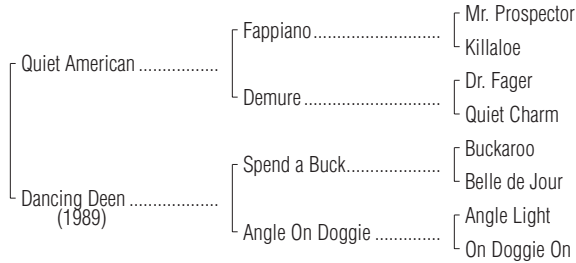 Mr. Prospector
Fappiano
Killaloe
Quiet American
Dr. Fager
Demure
Quiet Charm
Buckaroo
Spend a Buck
Belle de Jour
Dancing Deen
(1989)
Angle Light
Angle On Doggie
On Doggie On